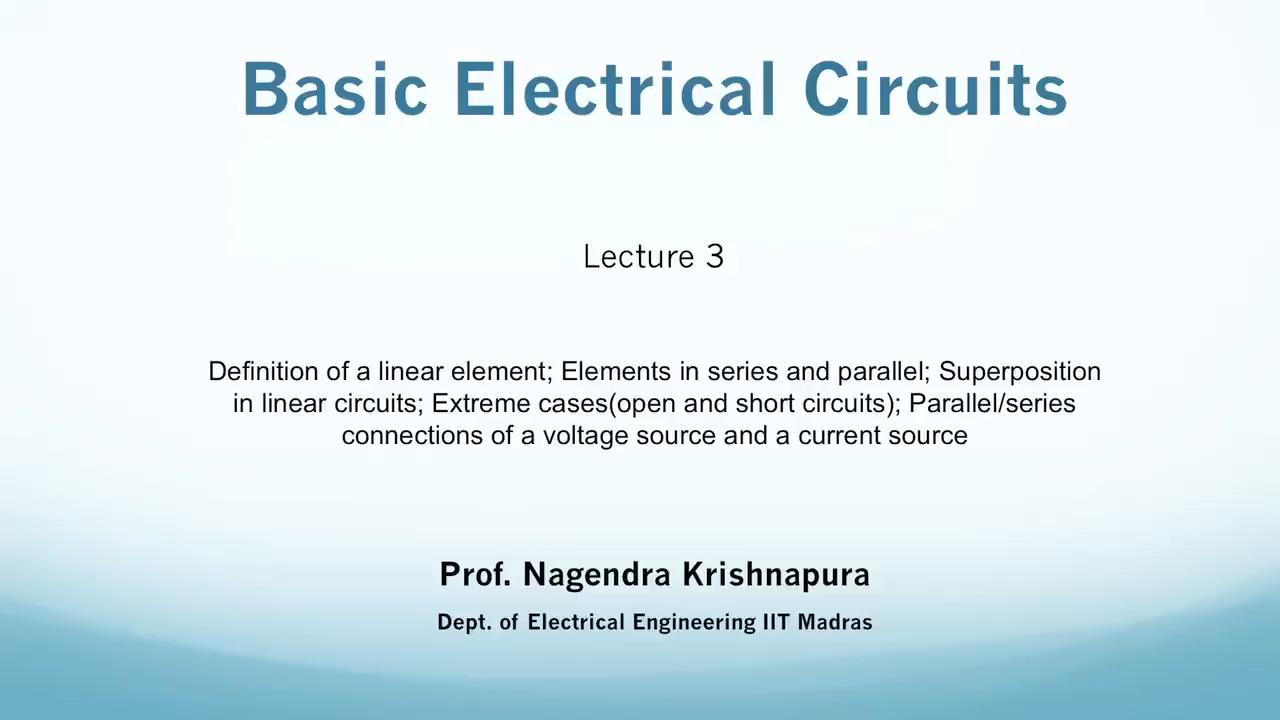 Basic Electrical Circuits
Lecture 3
Definition of a linear element; Elements in series and parallel; Superposition
in linear circuits; Extreme cases(open and short circuits); Parallel/series
connections of a voltage source and a current source
Prof. Nagendra Krishnapura
Dept. of Electrical Engineering IIT Madras